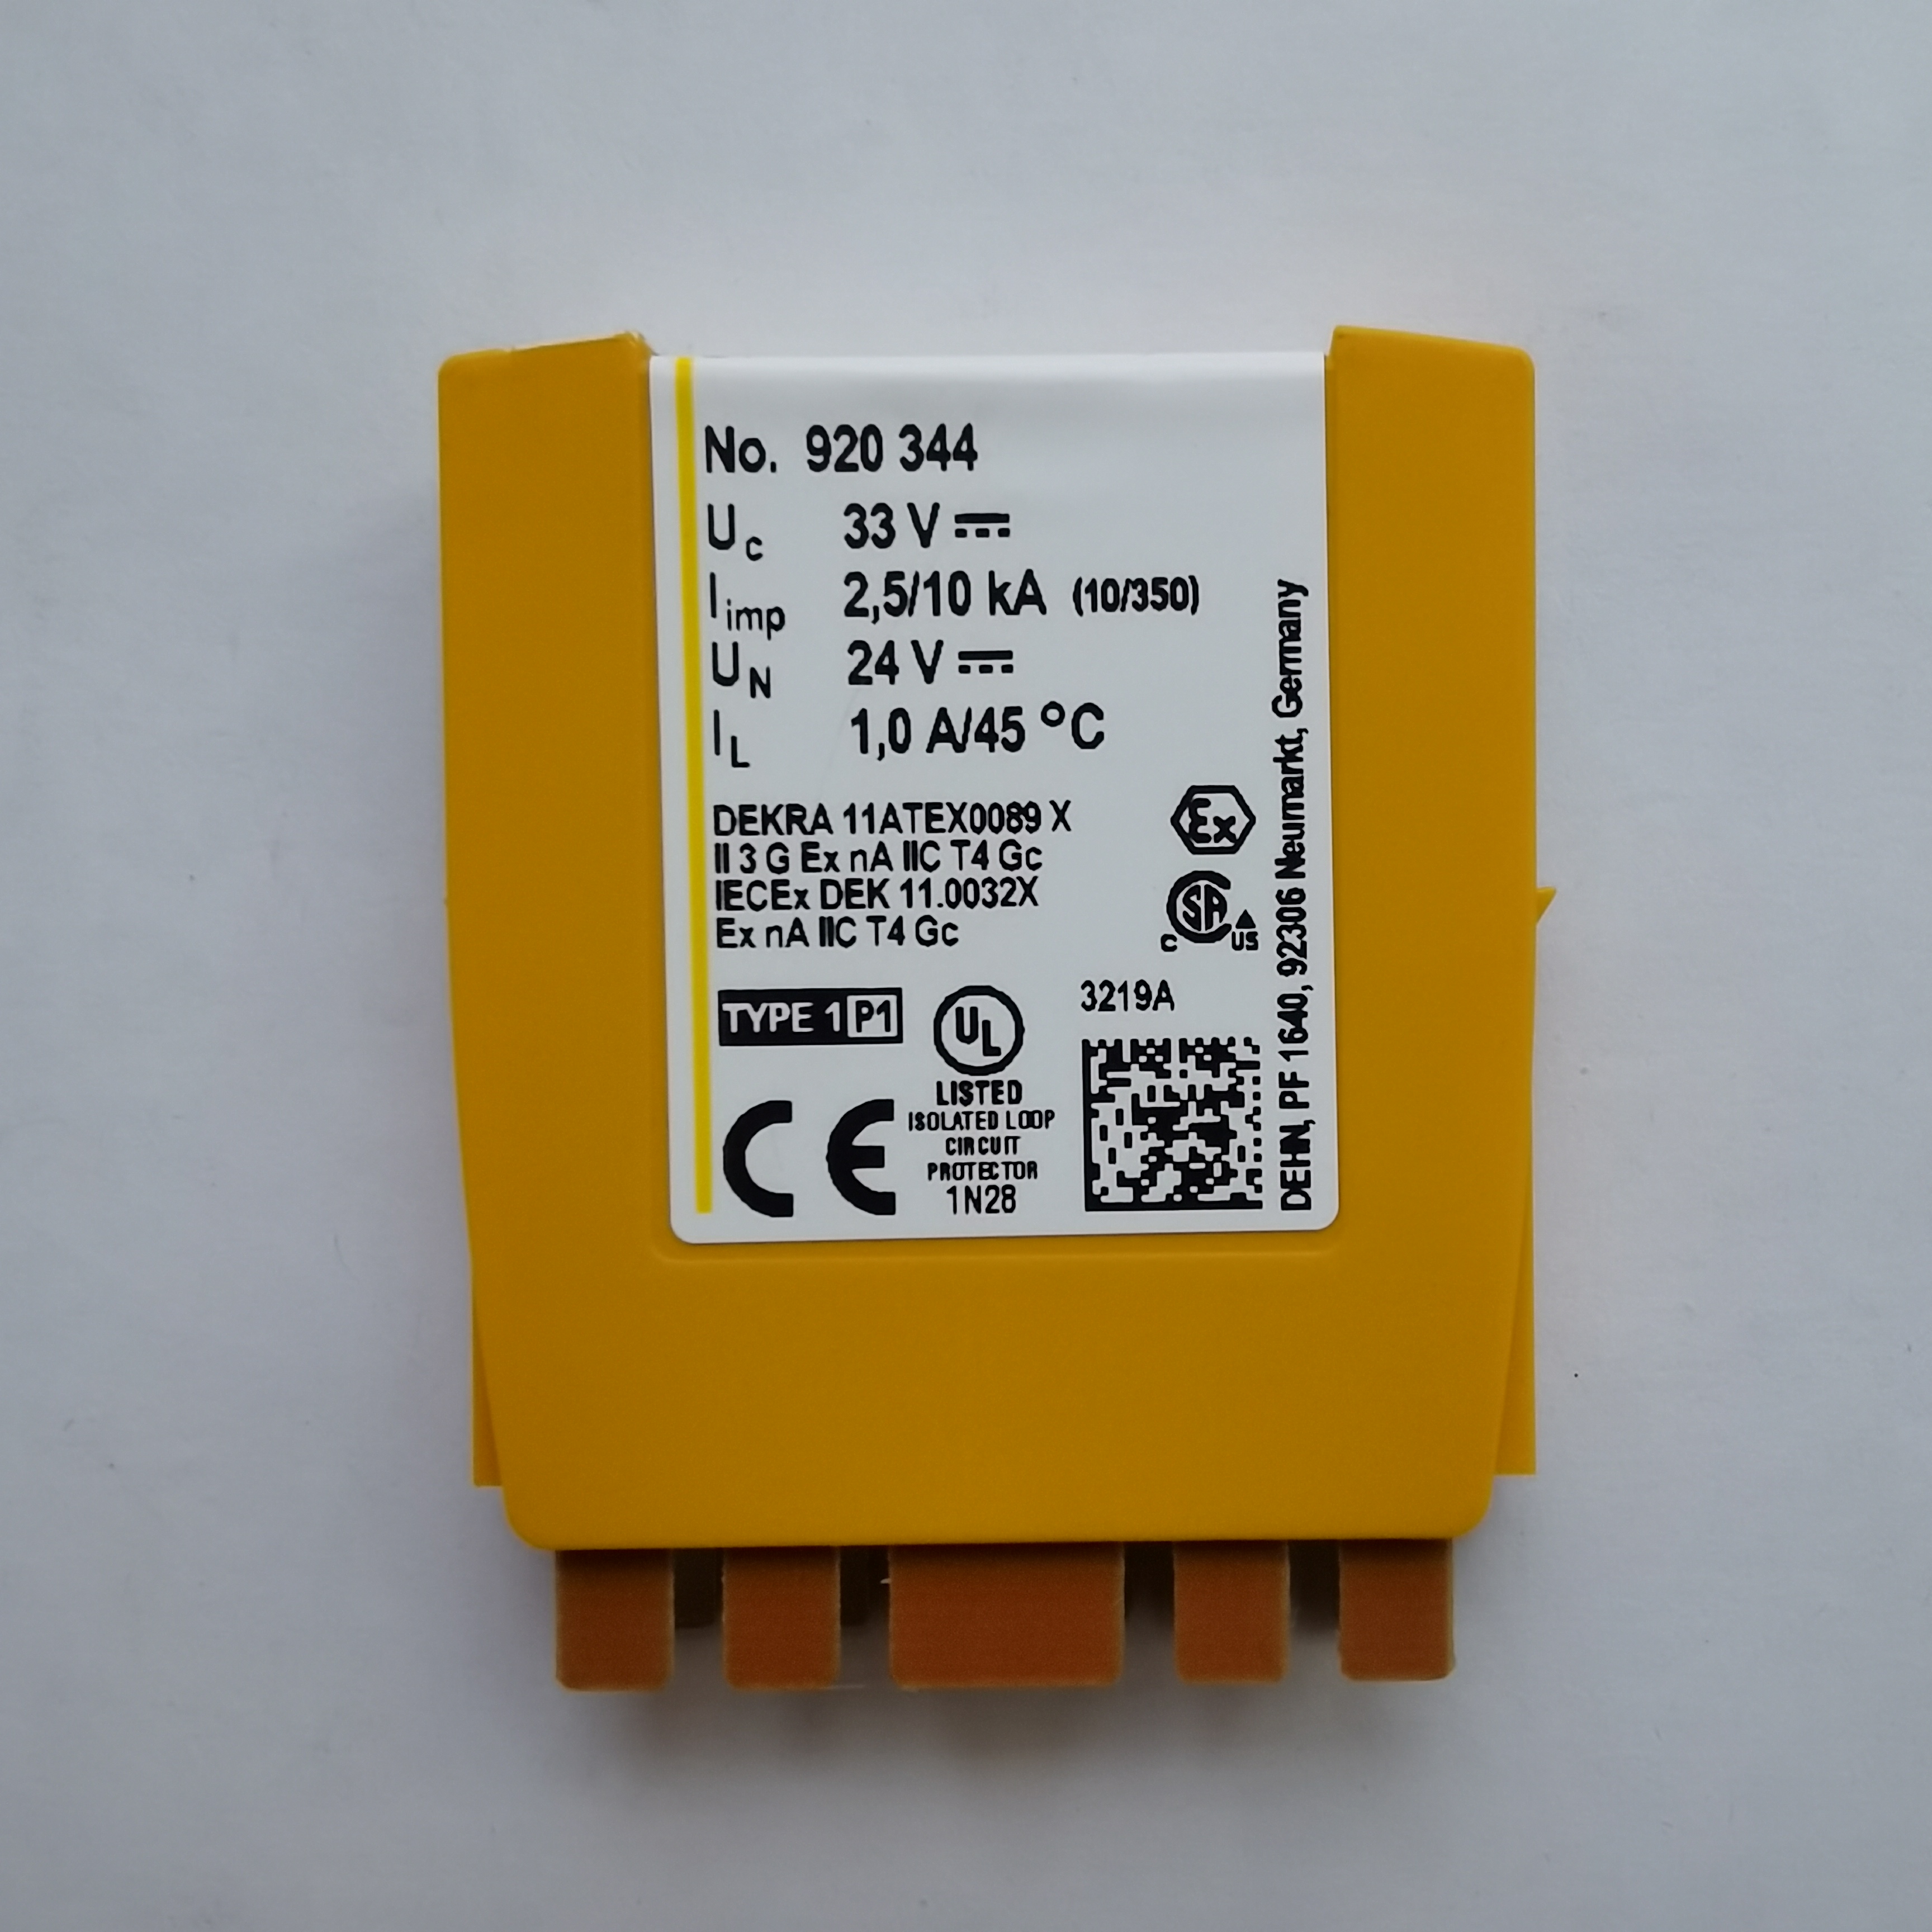 No. 920 344
Uc 33 V
Iimp 2,5/10 kA (10/350)
UN 24 V
IL 1,0 A/45 °C
DEKRA 11ATEX0089 X
II 3 G Ex nA IIC T4 Gc
IECEx DEK 11.0032X
Ex nA IIC T4 Gc
Ex
C SA US
TYPE 1 P1
UL
LISTED
ISOLATED LOOP
CIRCUIT
PROTECTOR
1N28
CE
3219A
DEHN, PF 1640, 92306 Neumarkt, Germany